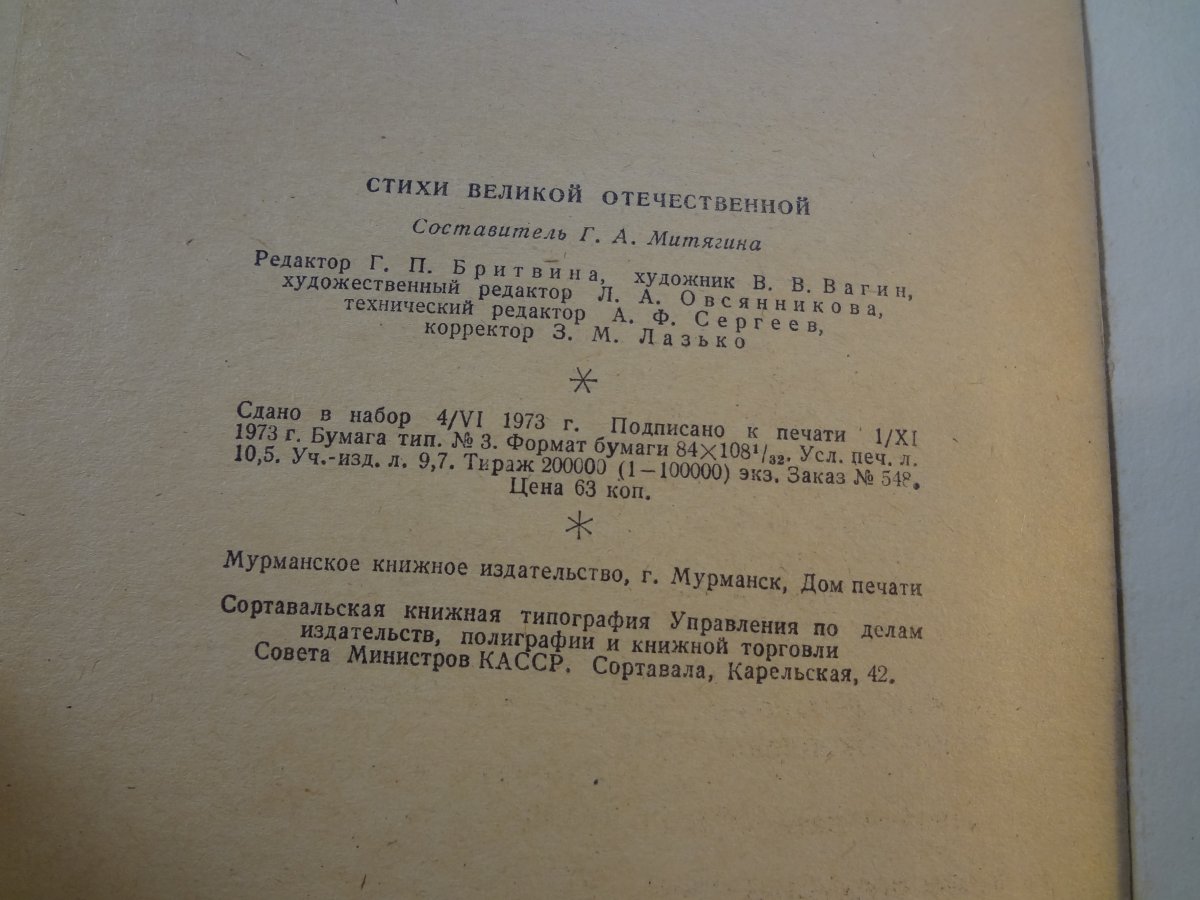 СТИХИ ВЕЛИКОЙ ОТЕЧЕСТВЕННОЙ
Составитель Г. А. Митягина
Редактор Г. П. Бритвина, художник В. В. Вагин,
художественный редактор Л. А. Овсянникова,
технический редактор А. Ф. Сергеев,
корректор З. М. Лазько
Сдано в набор 4/VI 1973 г. Подписано к печати 1/XI
1973 г. Бумага тип. № 3. Формат бумаги 84×108¹/₃₂. Усл. печ. л.
10,5. Уч.-изд. л. 9,7. Тираж 200000 (1—100000) экз. Заказ № 548.
Цена 63 коп.
Мурманское книжное издательство, г. Мурманск, Дом печати
Сортавальская книжная типография Управления по делам
издательств, полиграфии и книжной торговли
Совета Министров КАССР. Сортавала, Карельская, 42.